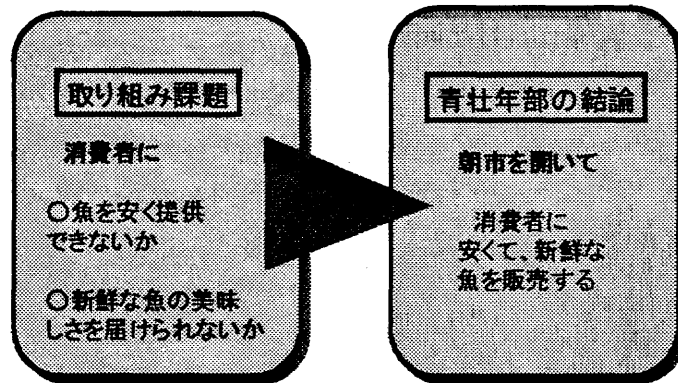 取り組み課題
消費者に
〇魚を安く提供
できないか
〇新鮮な魚の美味
しさを届けられないか
青壮年部の結論
朝市を開いて
消費者に
安くて、新鮮な
魚を販売する